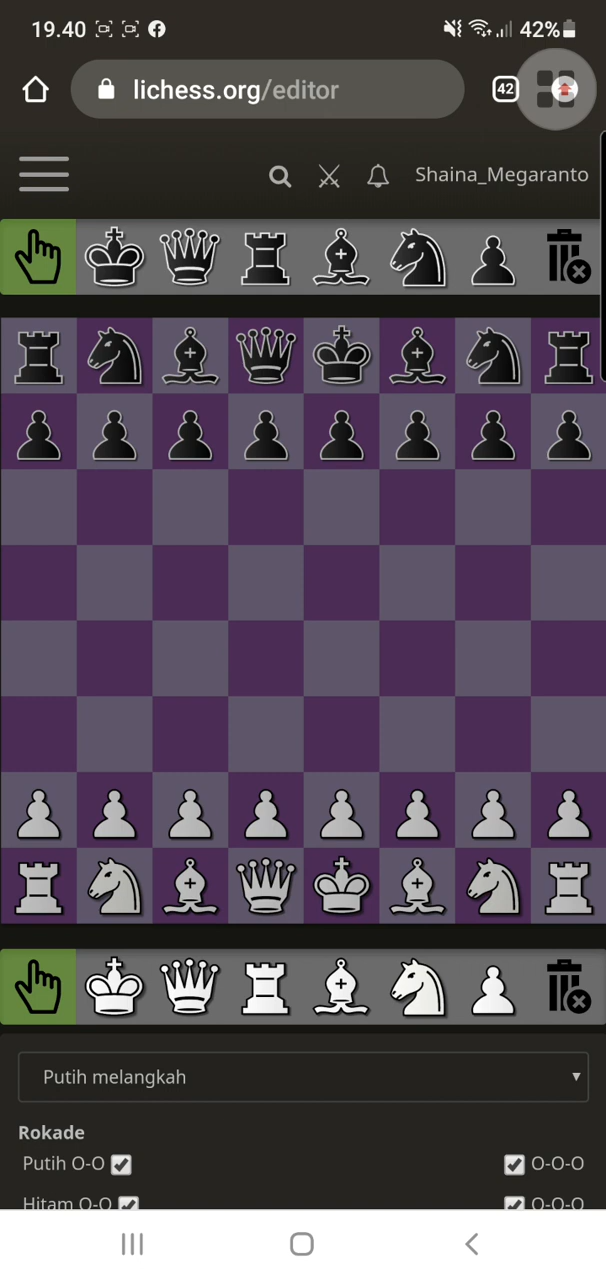 19.40 42%
lichess.org/editor 42
Shaina_Megaranto
Putih melangkah
Rokade
Putih O-O O-O-O
Hitam O-O O-O-O